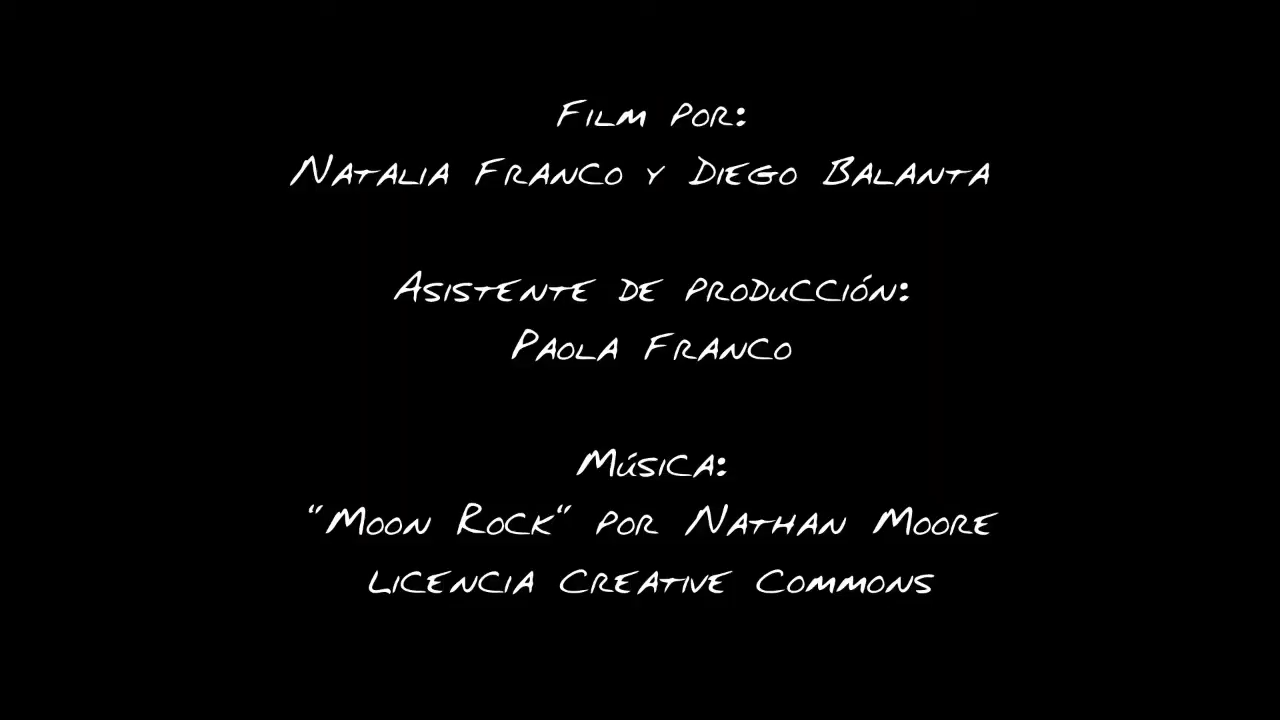 Film por:
Natalia Franco y Diego Balanta
Asistente de producción:
Paola Franco
Música:
"Moon Rock" por Nathan Moore
Licencia Creative Commons